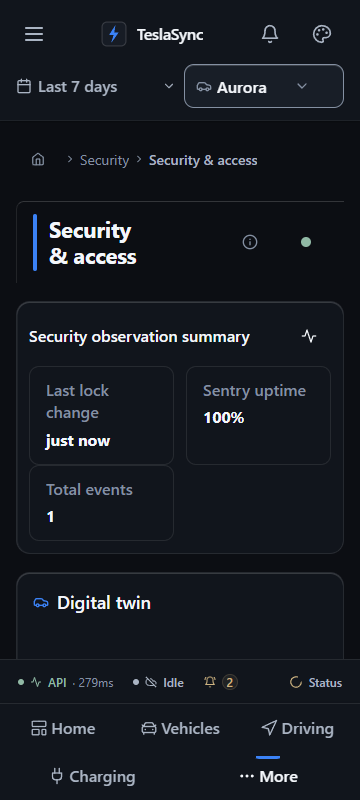 TeslaSync
Last 7 days
Aurora
Security
Security & access
Security
& access
Security observation summary
Last lock
change
just now
Sentry uptime
100%
Total events
1
Digital twin
API · 279ms
Idle
2
Status
Home
Vehicles
Driving
Charging
More